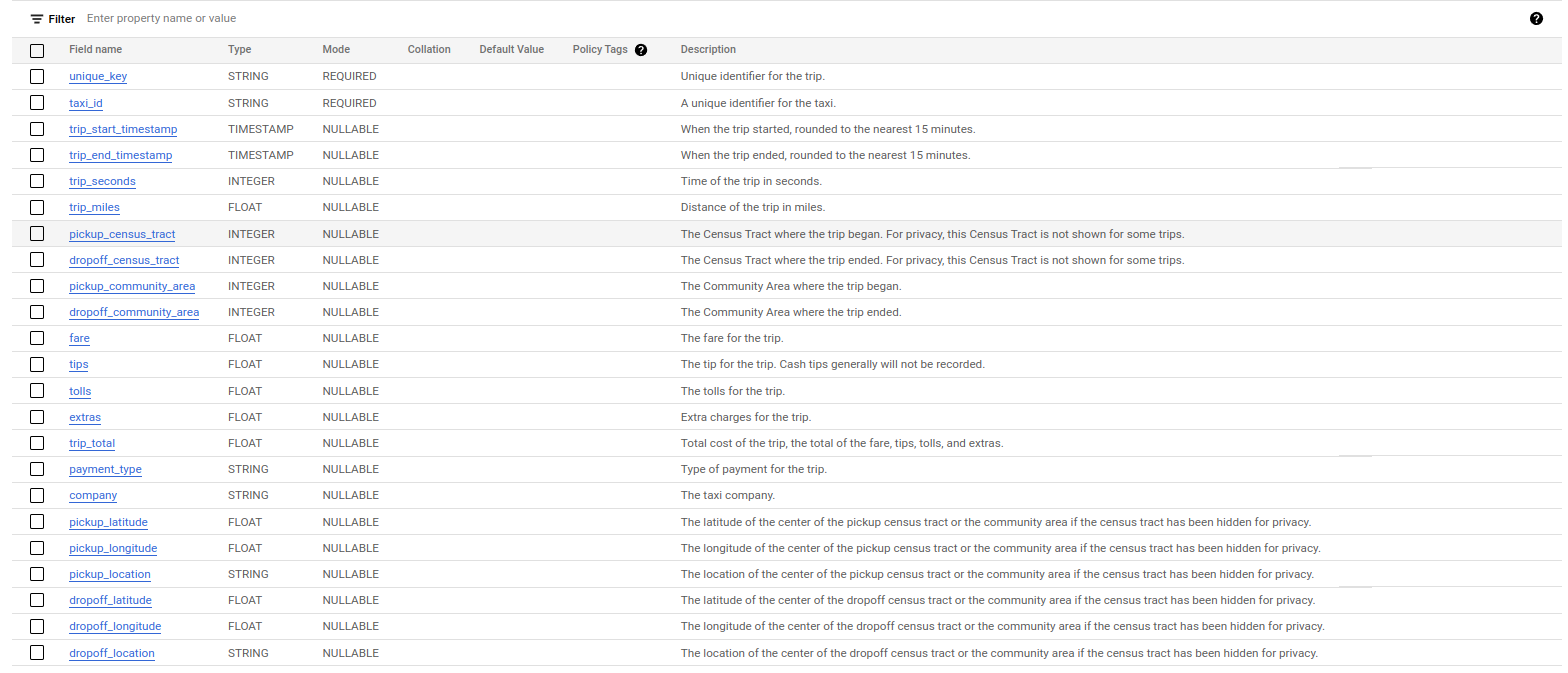 Filter Enter property name or value
Field name Type Mode Collation Default Value Policy Tags ? Description
unique_key STRING REQUIRED Unique identifier for the trip.
taxi_id STRING REQUIRED A unique identifier for the taxi.
trip_start_timestamp TIMESTAMP NULLABLE When the trip started, rounded to the nearest 15 minutes.
trip_end_timestamp TIMESTAMP NULLABLE When the trip ended, rounded to the nearest 15 minutes.
trip_seconds INTEGER NULLABLE Time of the trip in seconds.
trip_miles FLOAT NULLABLE Distance of the trip in miles.
pickup_census_tract INTEGER NULLABLE The Census Tract where the trip began. For privacy, this Census Tract is not shown for some trips.
dropoff_census_tract INTEGER NULLABLE The Census Tract where the trip ended. For privacy, this Census Tract is not shown for some trips.
pickup_community_area INTEGER NULLABLE The Community Area where the trip began.
dropoff_community_area INTEGER NULLABLE The Community Area where the trip ended.
fare FLOAT NULLABLE The fare for the trip.
tips FLOAT NULLABLE The tip for the trip. Cash tips generally will not be recorded.
tolls FLOAT NULLABLE The tolls for the trip.
extras FLOAT NULLABLE Extra charges for the trip.
trip_total FLOAT NULLABLE Total cost of the trip, the total of the fare, tips, tolls, and extras.
payment_type STRING NULLABLE Type of payment for the trip.
company STRING NULLABLE The taxi company.
pickup_latitude FLOAT NULLABLE The latitude of the center of the pickup census tract or the community area if the census tract has been hidden for privacy.
pickup_longitude FLOAT NULLABLE The longitude of the center of the pickup census tract or the community area if the census tract has been hidden for privacy.
pickup_location STRING NULLABLE The location of the center of the pickup census tract or the community area if the census tract has been hidden for privacy.
dropoff_latitude FLOAT NULLABLE The latitude of the center of the dropoff census tract or the community area if the census tract has been hidden for privacy.
dropoff_longitude FLOAT NULLABLE The longitude of the center of the dropoff census tract or the community area if the census tract has been hidden for privacy.
dropoff_location STRING NULLABLE The location of the center of the dropoff census tract or the community area if the census tract has been hidden for privacy.